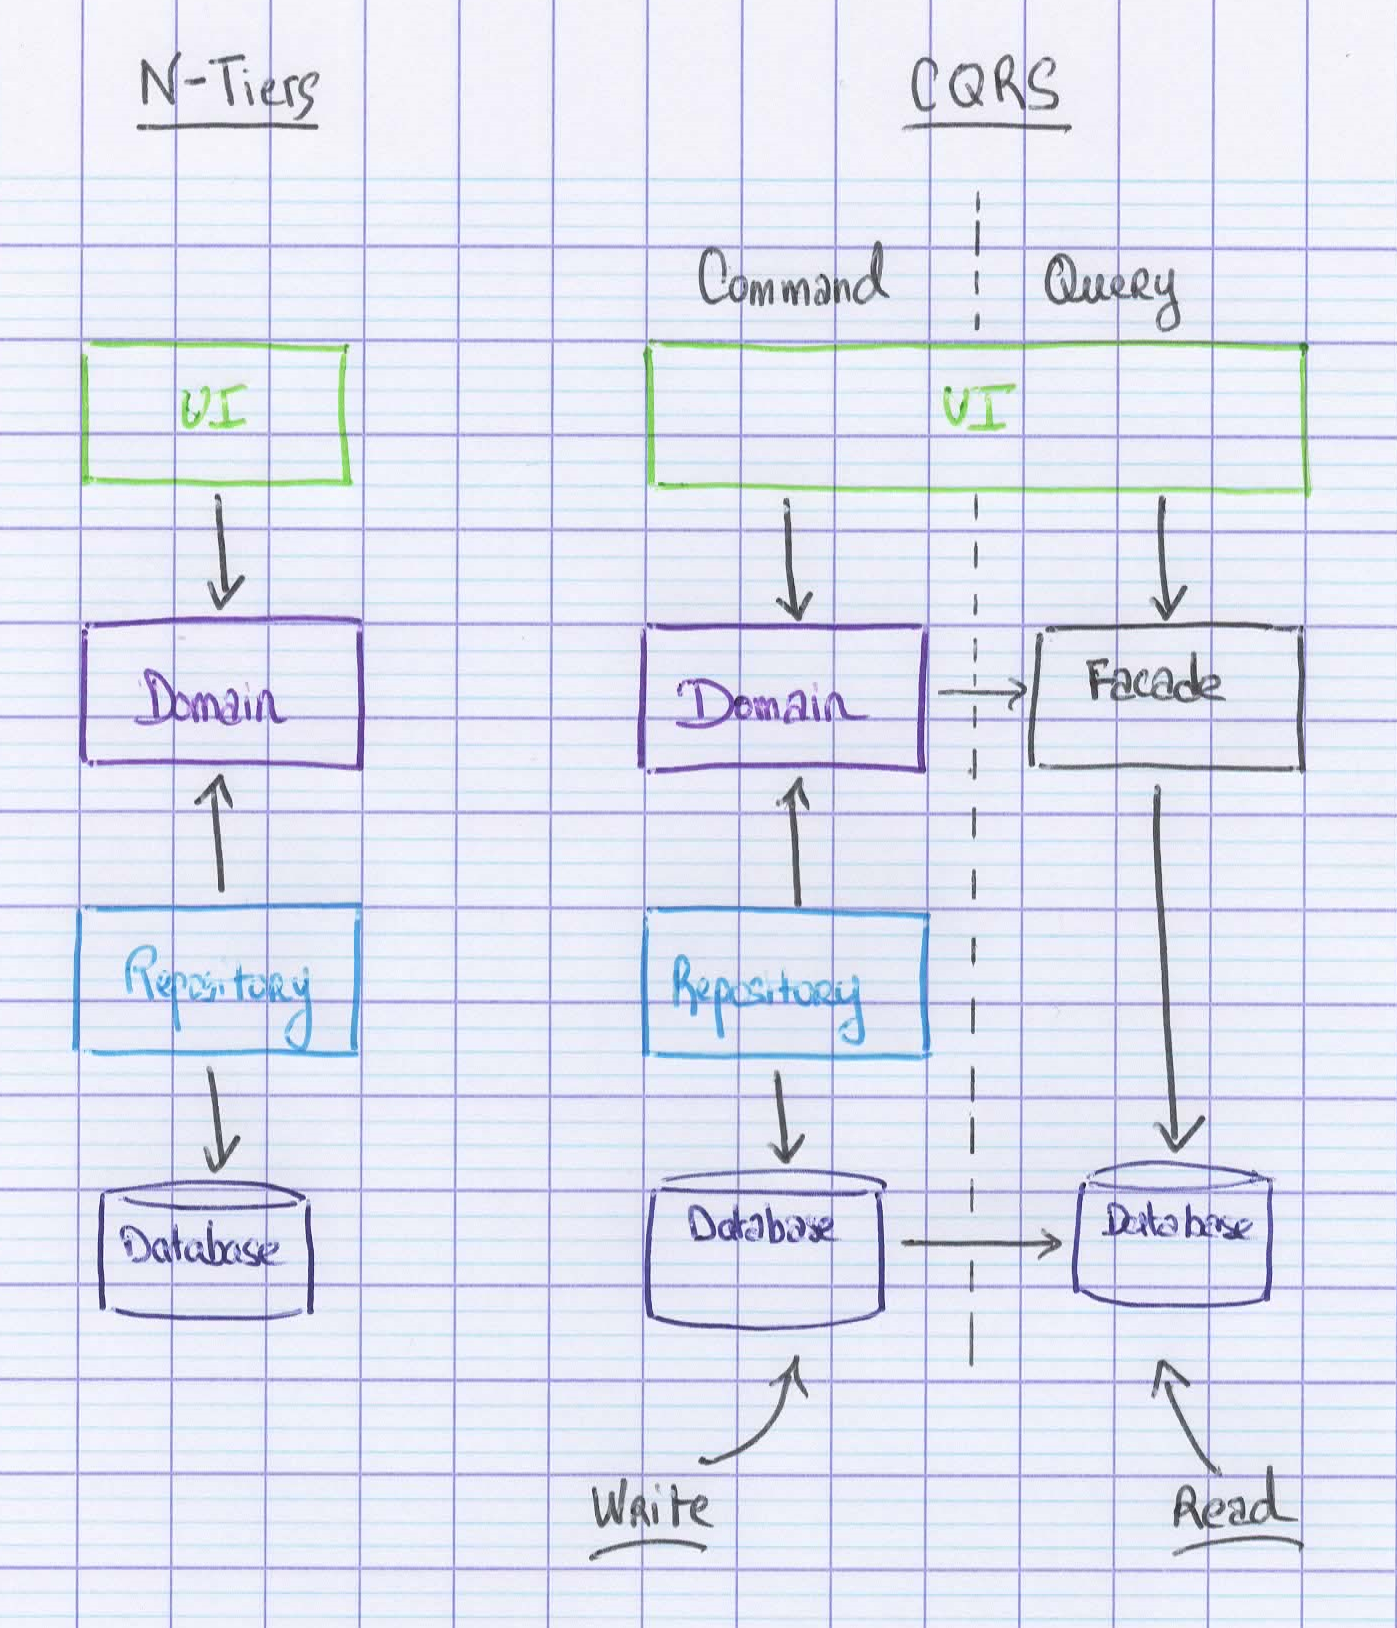 N-Tiers
CQRS
Command
Query
UI
UI
Domain
Domain
Facade
Repository
Repository
Database
Database
Database
Write
Read